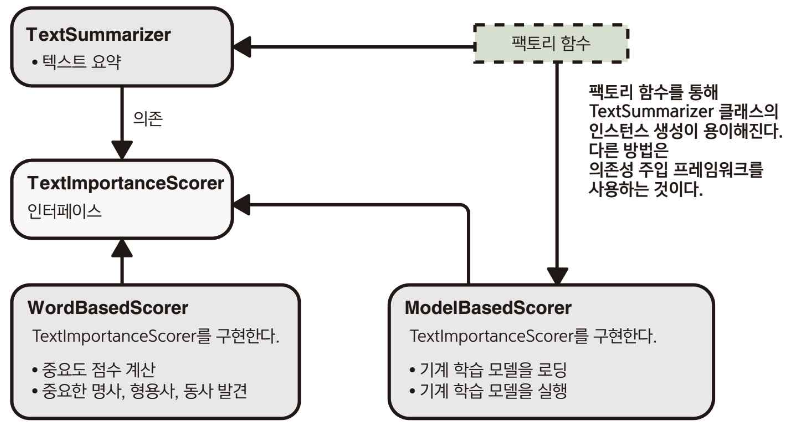 TextSummarizer
• 텍스트 요약
팩토리 함수
팩토리 함수를 통해
TextSummarizer 클래스의
인스턴스 생성이 용이해진다.
다른 방법은
의존성 주입 프레임워크를
사용하는 것이다.
의존
TextImportanceScorer
인터페이스
WordBasedScorer
TextImportanceScorer를 구현한다.
• 중요도 점수 계산
• 중요한 명사, 형용사, 동사 발견
ModelBasedScorer
TextImportanceScorer를 구현한다.
• 기계 학습 모델을 로딩
• 기계 학습 모델을 실행